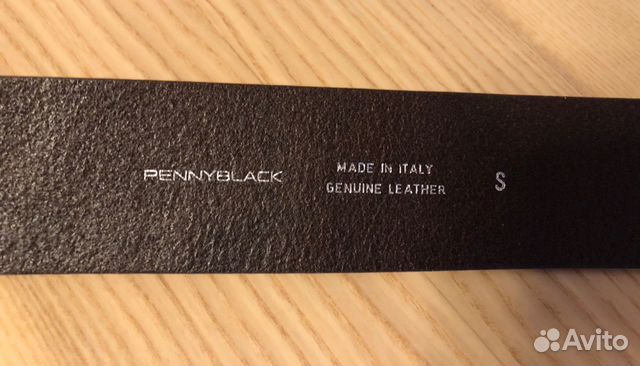 PENNYBLACK
MADE IN ITALY
GENUINE LEATHER
S
Avito